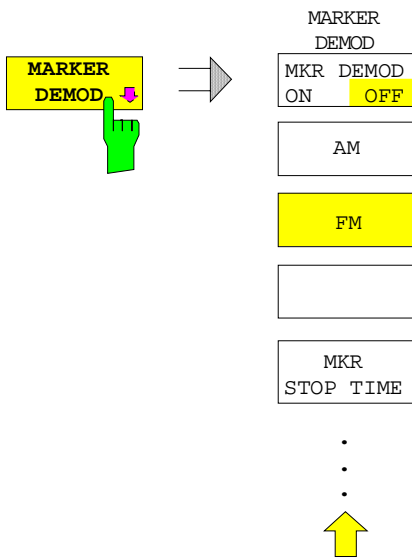 MARKER
DEMOD
MARKER
DEMOD
MKR DEMOD
ON OFF
AM
FM
MKR
STOP TIME
.
.
.